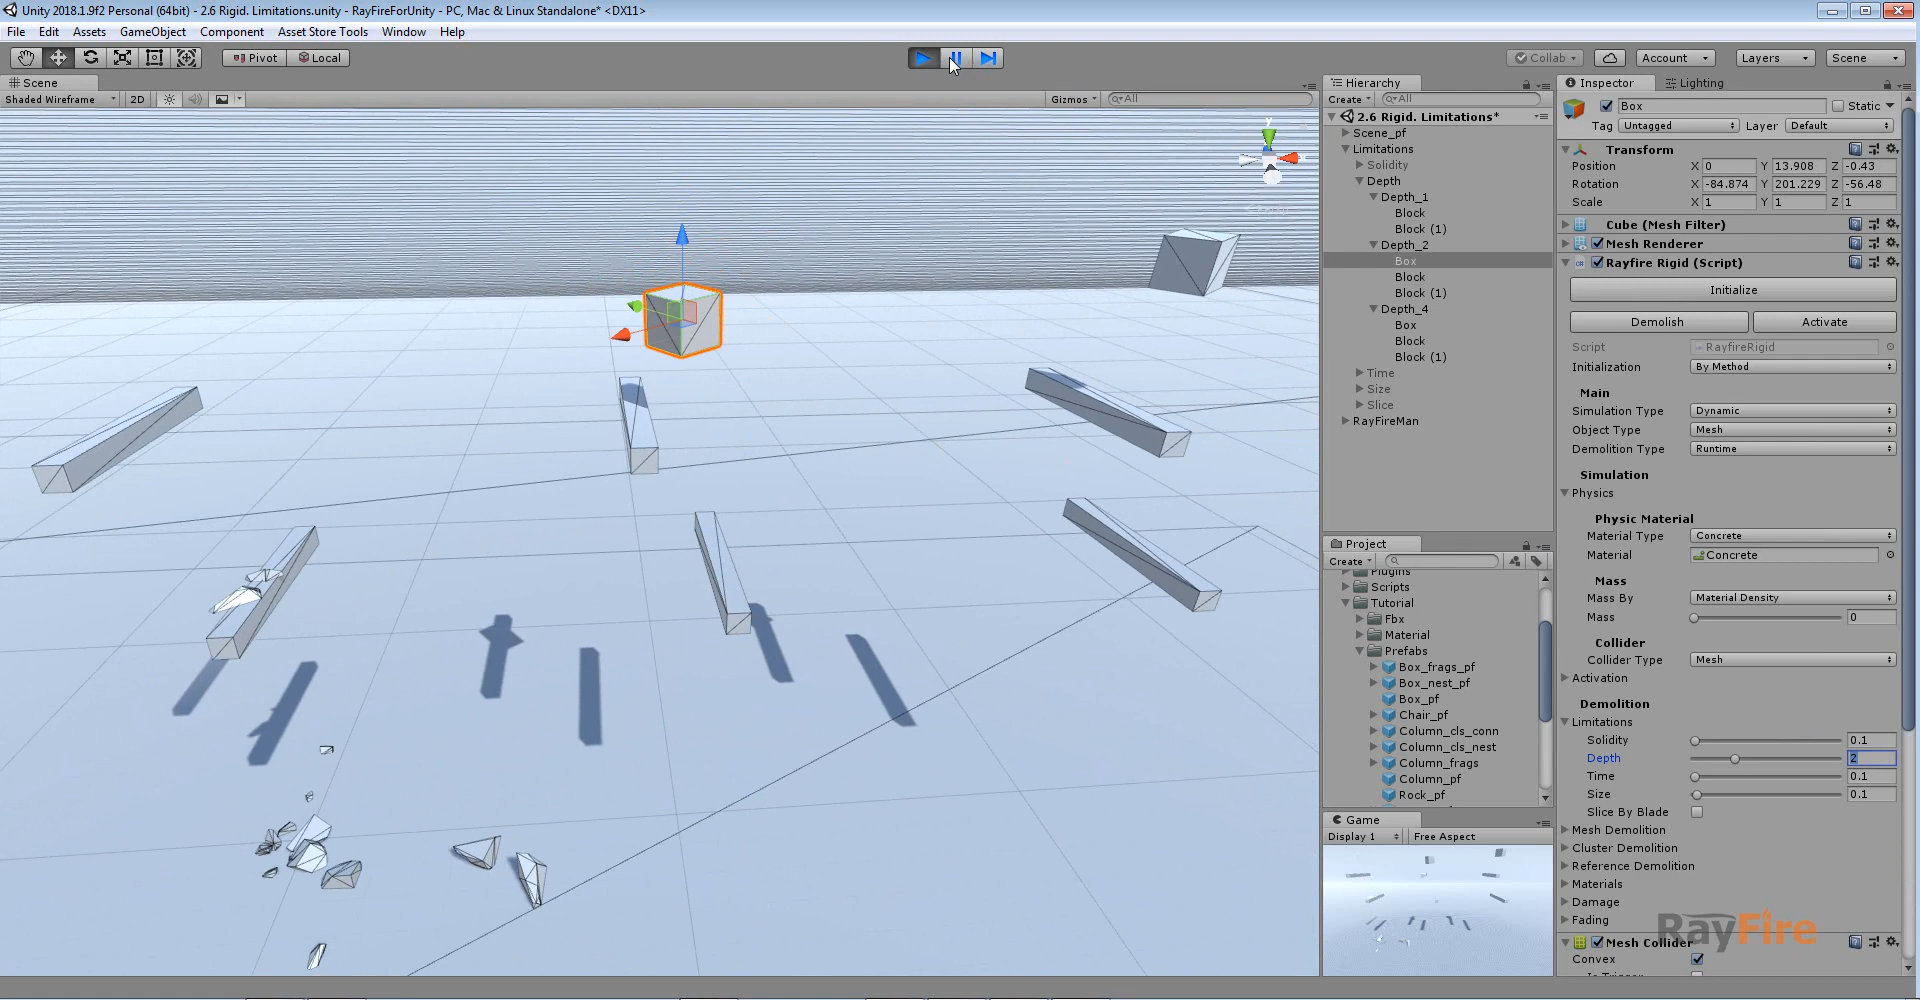 Unity 2018.1.9f2 Personal (64bit) - 2.6 Rigid. Limitations.unity - RayFireForUnity - PC, Mac & Linux Standalone* <DX11>
File Edit Assets GameObject Component Asset Store Tools Window Help
Pivot Local Collab Account Layers Scene
Scene
Shaded Wireframe 2D Gizmos All
y
Hierarchy
Create All
2.6 Rigid. Limitations*
Scene_pf
Limitations
Solidity
Depth
Depth_1
Block
Block (1)
Depth_2
Box
Block
Block (1)
Depth_4
Box
Block
Block (1)
Time
Size
Slice
RayFireMan
Project
Create
Plugins
Scripts
Tutorial
Fbx
Material
Prefabs
Box_frags_pf
Box_nest_pf
Box_pf
Chair_pf
Column_cls_conn
Column_cls_nest
Column_frags
Column_pf
Rock_pf
Game
Display 1 Free Aspect
Inspector Lighting
Box Static
Tag Untagged Layer Default
Transform
Position X 0 Y 13.908 Z -0.43
Rotation X -84.874 Y 201.229 Z -56.48
Scale X 1 Y 1 Z 1
Cube (Mesh Filter)
Mesh Renderer
Rayfire Rigid (Script)
Initialize
Demolish Activate
Script RayfireRigid
Initialization By Method
Main
Simulation Type Dynamic
Object Type Mesh
Demolition Type Runtime
Simulation
Physics
Physic Material
Material Type Concrete
Material Concrete
Mass
Mass By Material Density
Mass 0
Collider
Collider Type Mesh
Activation
Demolition
Limitations
Solidity 0.1
Depth 2
Time 0.1
Size 0.1
Slice By Blade
Mesh Demolition
Cluster Demolition
Reference Demolition
Materials
Damage
Fading
RayFire
Mesh Collider
Convex
Is Trigger